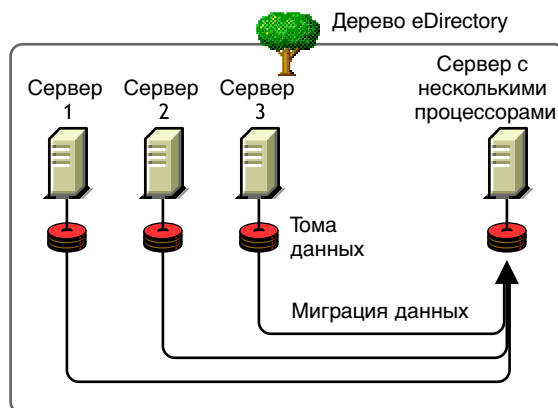 Дерево eDirectory
Сервер
1
Сервер
2
Сервер
3
Сервер с
несколькими
процессорами
Тома
данных
Миграция данных